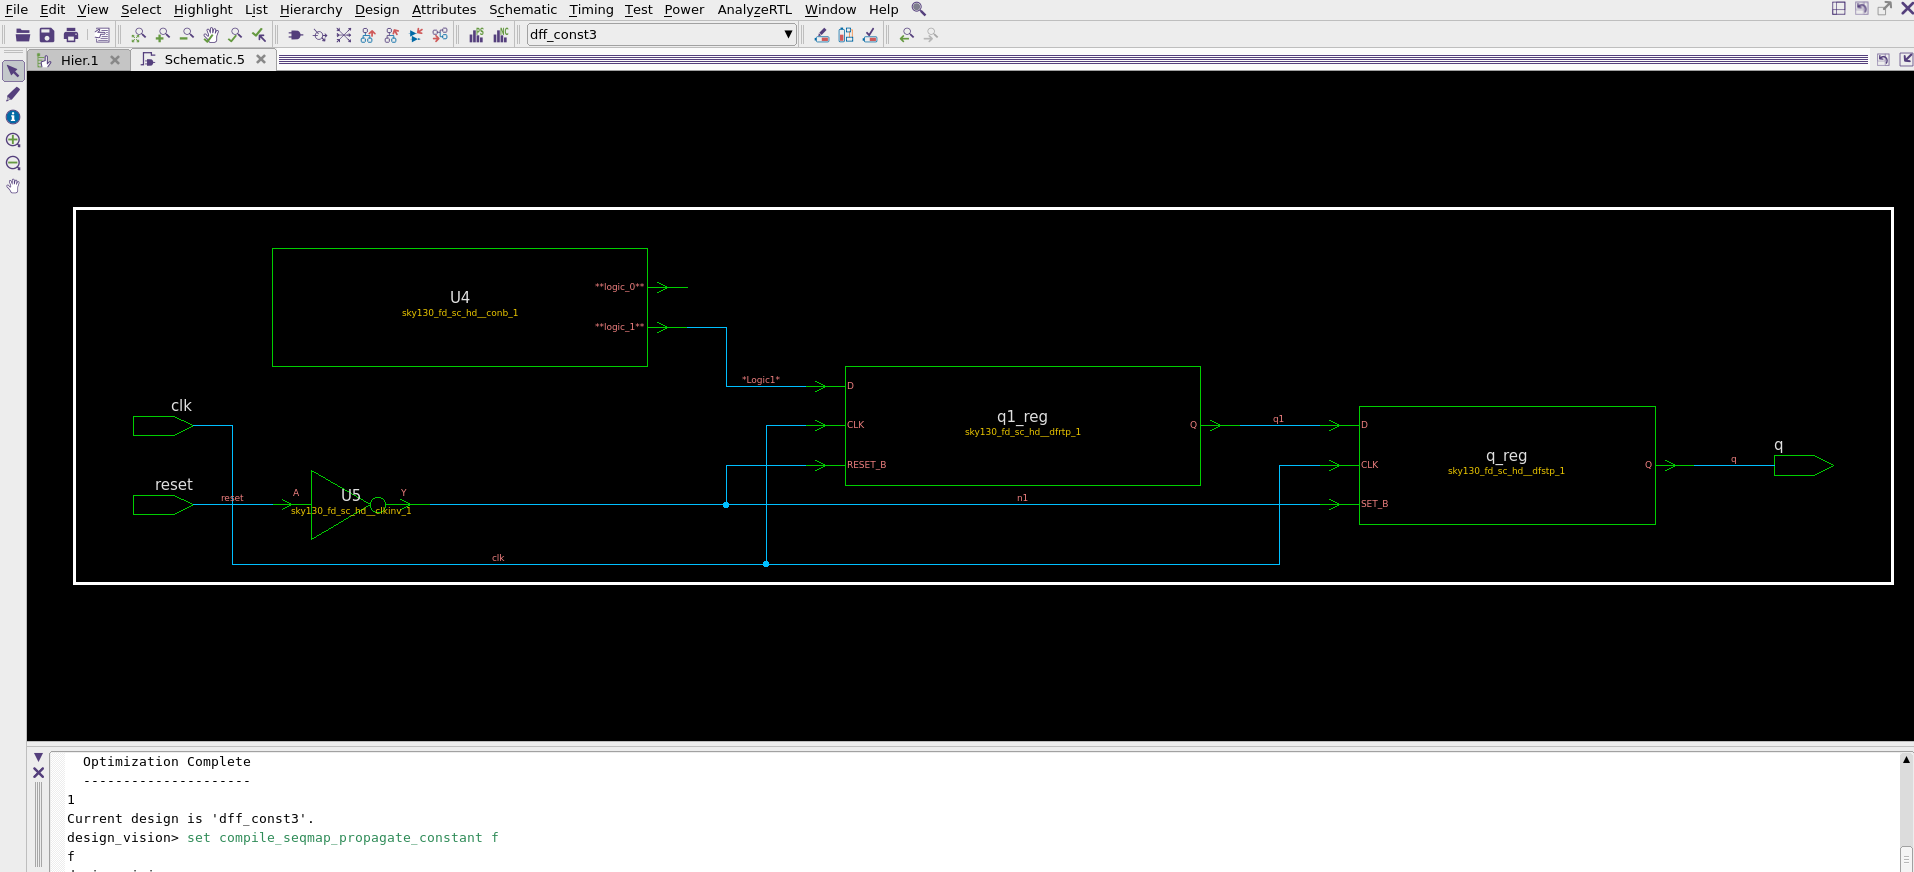 File Edit View Select Highlight List Hierarchy Design Attributes Schematic Timing Test Power AnalyzeRTL Window Help
dff_const3
Hier.1 Schematic.5
**logic_0**
U4
sky130_fd_sc_hd__conb_1
**logic_1**
*Logic1*
D
clk
q1_reg
sky130_fd_sc_hd__dfrtp_1
CLK
Q
q1
D
q
q_reg
sky130_fd_sc_hd__dfstp_1
RESET_B
CLK
Q
q
reset
reset
A
U5
Y
sky130_fd_sc_hd__clkinv_1
n1
SET_B
clk
Optimization Complete
---------------------
1
Current design is 'dff_const3'.
design_vision> set compile_seqmap_propagate_constant f
f